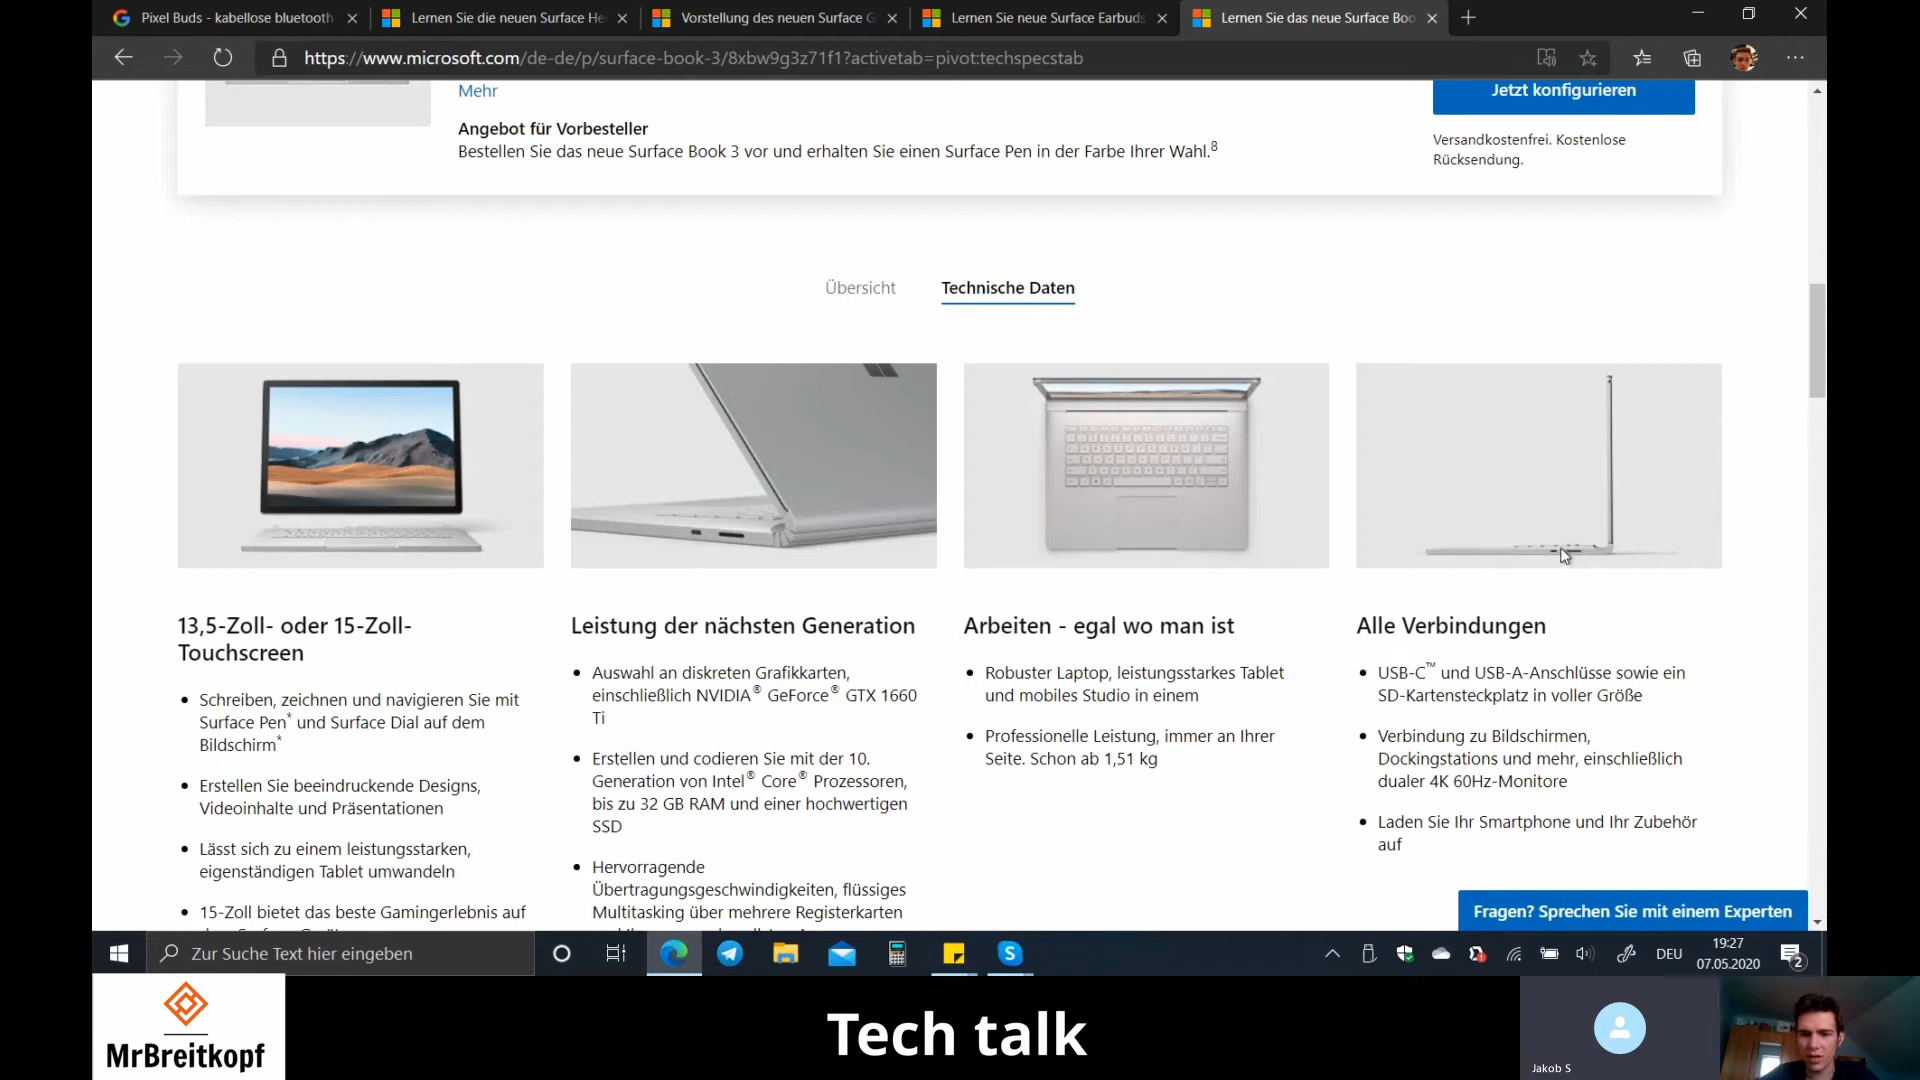 Pixel Buds - kabellose bluetooth
Lernen Sie die neuen Surface He
Vorstellung des neuen Surface G
Lernen Sie neue Surface Earbuds
Lernen Sie das neue Surface Boo
https://www.microsoft.com/de-de/p/surface-book-3/8xbw9g3z71f1?activetab=pivot:techspecstab
Mehr
Jetzt konfigurieren
Angebot für Vorbesteller
Bestellen Sie das neue Surface Book 3 vor und erhalten Sie einen Surface Pen in der Farbe Ihrer Wahl.8
Versandkostenfrei. Kostenlose
Rücksendung.
Übersicht
Technische Daten
13,5-Zoll- oder 15-Zoll-
Touchscreen
• Schreiben, zeichnen und navigieren Sie mit
Surface Pen* und Surface Dial auf dem
Bildschirm*
• Erstellen Sie beeindruckende Designs,
Videoinhalte und Präsentationen
• Lässt sich zu einem leistungsstarken,
eigenständigen Tablet umwandeln
• 15-Zoll bietet das beste Gamingerlebnis auf
Leistung der nächsten Generation
• Auswahl an diskreten Grafikkarten,
einschließlich NVIDIA® GeForce® GTX 1660
Ti
• Erstellen und codieren Sie mit der 10.
Generation von Intel® Core® Prozessoren,
bis zu 32 GB RAM und einer hochwertigen
SSD
• Hervorragende
Übertragungsgeschwindigkeiten, flüssiges
Multitasking über mehrere Registerkarten
Arbeiten - egal wo man ist
• Robuster Laptop, leistungsstarkes Tablet
und mobiles Studio in einem
• Professionelle Leistung, immer an Ihrer
Seite. Schon ab 1,51 kg
Alle Verbindungen
• USB-C™ und USB-A-Anschlüsse sowie ein
SD-Kartensteckplatz in voller Größe
• Verbindung zu Bildschirmen,
Dockingstations und mehr, einschließlich
dualer 4K 60Hz-Monitore
• Laden Sie Ihr Smartphone und Ihr Zubehör
auf
Fragen? Sprechen Sie mit einem Experten
Zur Suche Text hier eingeben
DEU
19:27
07.05.2020
2
MrBreitkopf
Tech talk
Jakob S